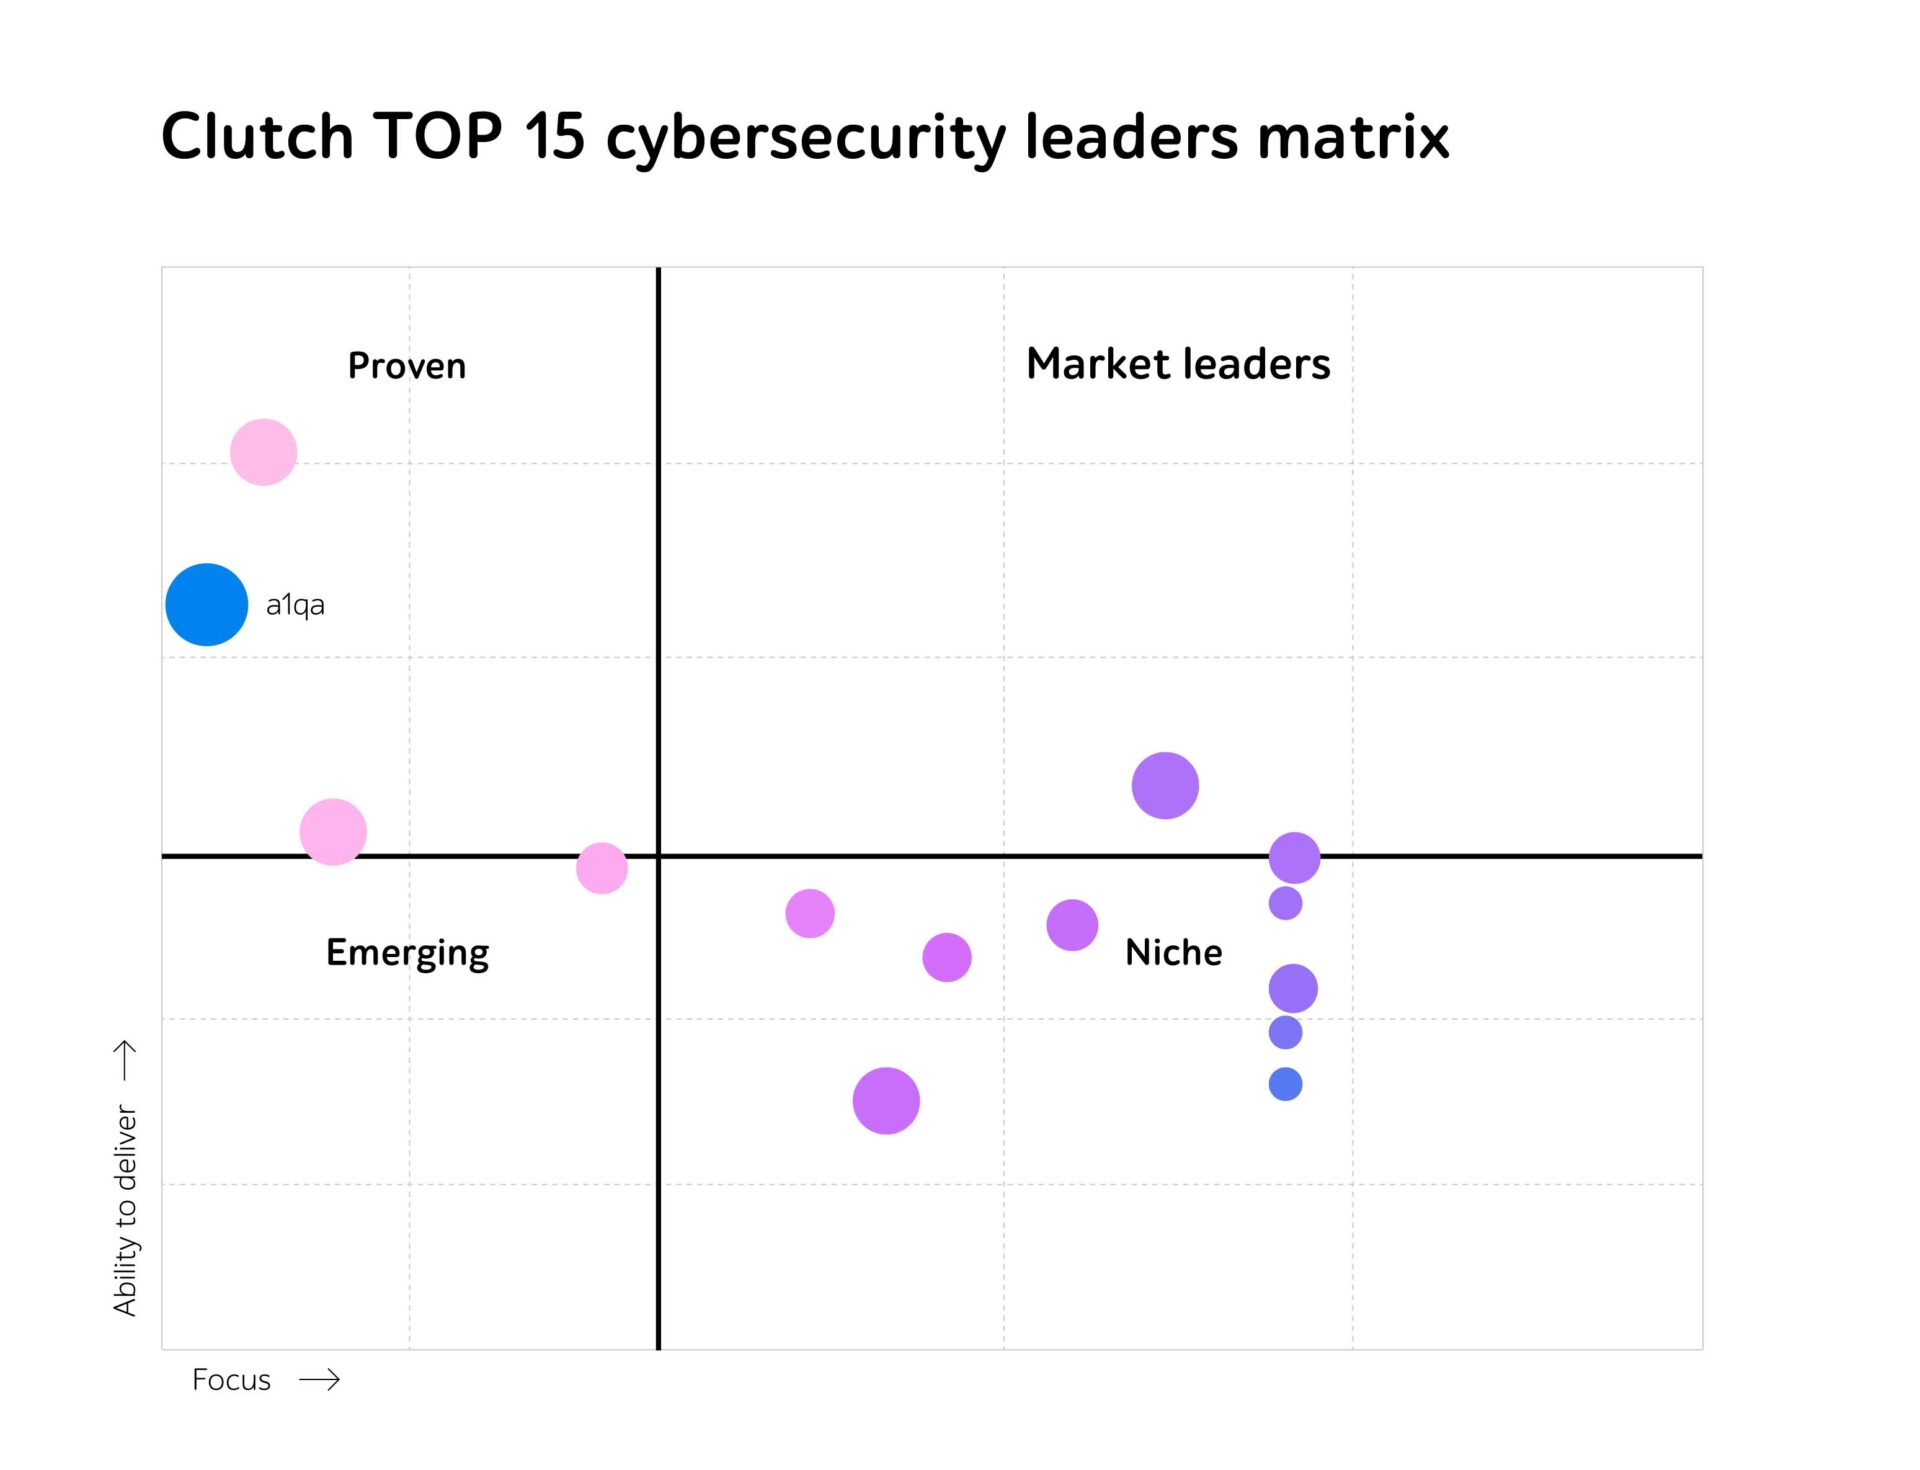 Clutch TOP 15 cybersecurity leaders matrix
Proven
Market leaders
a1qa
Emerging
Niche
Ability to deliver
Focus